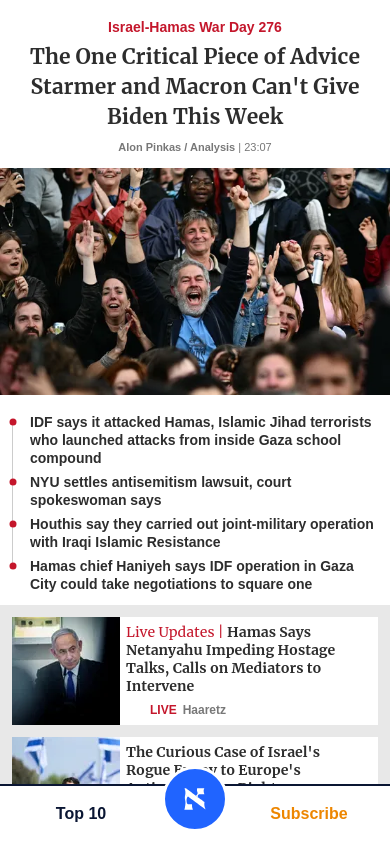 Israel-Hamas War Day 276
The One Critical Piece of Advice
Starmer and Macron Can't Give
Biden This Week
Alon Pinkas / Analysis | 23:07
IDF says it attacked Hamas, Islamic Jihad terrorists
who launched attacks from inside Gaza school
compound
NYU settles antisemitism lawsuit, court
spokeswoman says
Houthis say they carried out joint-military operation
with Iraqi Islamic Resistance
Hamas chief Haniyeh says IDF operation in Gaza
City could take negotiations to square one
Live Updates | Hamas Says
Netanyahu Impeding Hostage
Talks, Calls on Mediators to
Intervene
LIVE Haaretz
The Curious Case of Israel's
Rogue to Europe's
Top 10
Subscribe